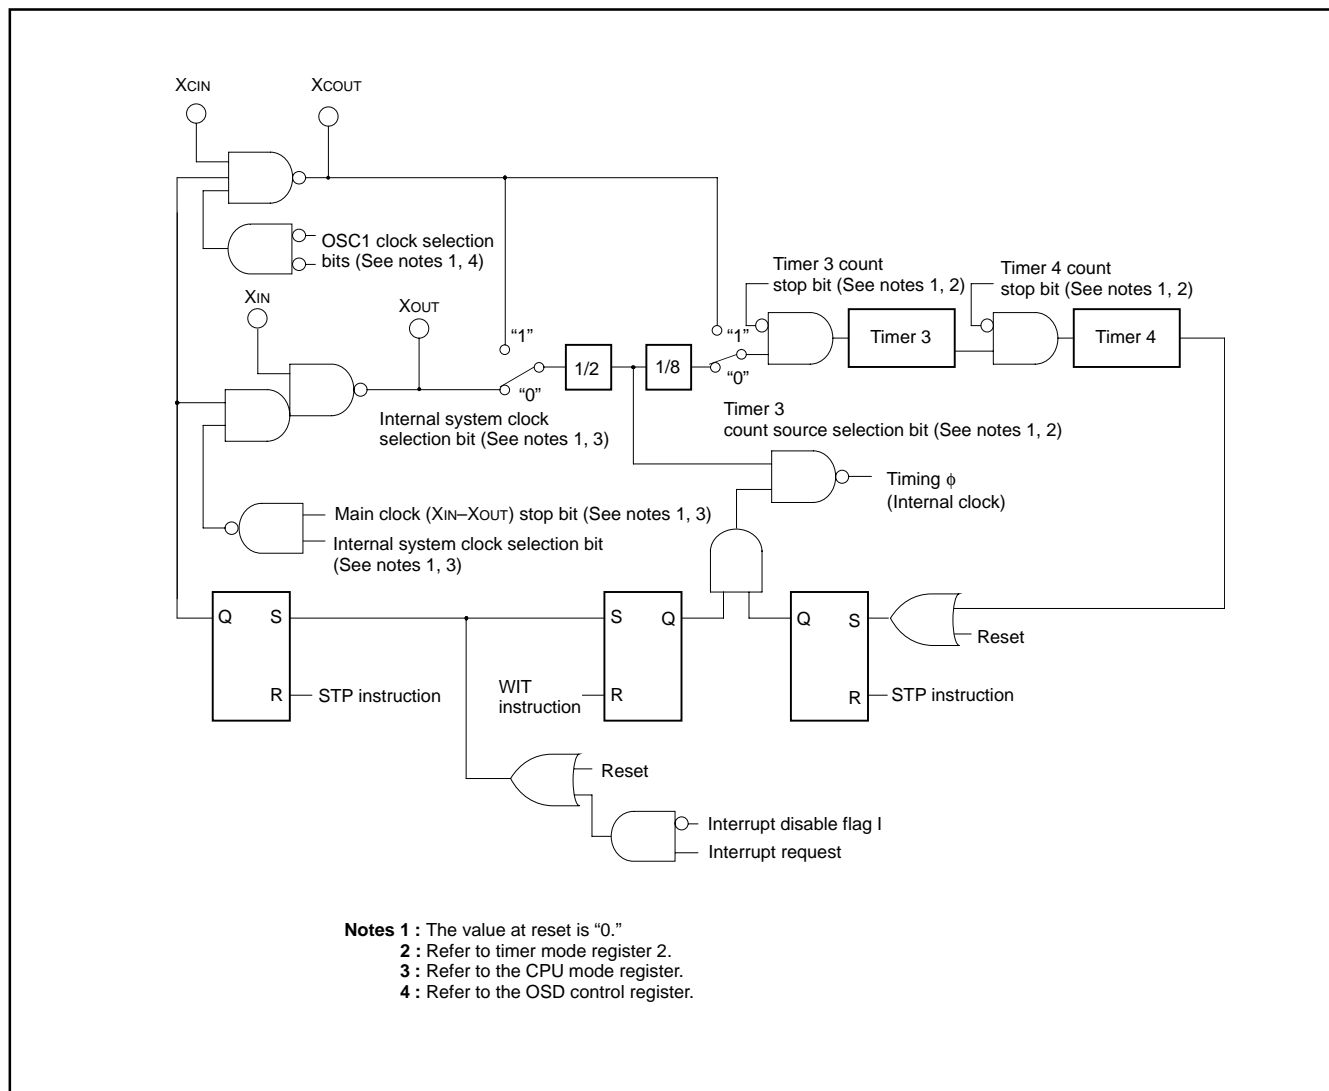 XCIN
XCOUT
OSC1 clock selection
bits (See notes 1, 4)
XIN
XOUT
“1”
“0”
1/2
1/8
“1”
“0”
Timer 3 count
stop bit (See notes 1, 2)
Timer 4 count
stop bit (See notes 1, 2)
Timer 3
Timer 4
Internal system clock
selection bit (See notes 1, 3)
Timer 3
count source selection bit (See notes 1, 2)
Timing ϕ
(Internal clock)
Main clock (XIN–XOUT) stop bit (See notes 1, 3)
Internal system clock selection bit
(See notes 1, 3)
Q
S
R
STP instruction
S
Q
R
WIT
instruction
Q
S
R
STP instruction
Reset
Reset
Interrupt disable flag I
Interrupt request
Notes 1 : The value at reset is “0.”
2 : Refer to timer mode register 2.
3 : Refer to the CPU mode register.
4 : Refer to the OSD control register.